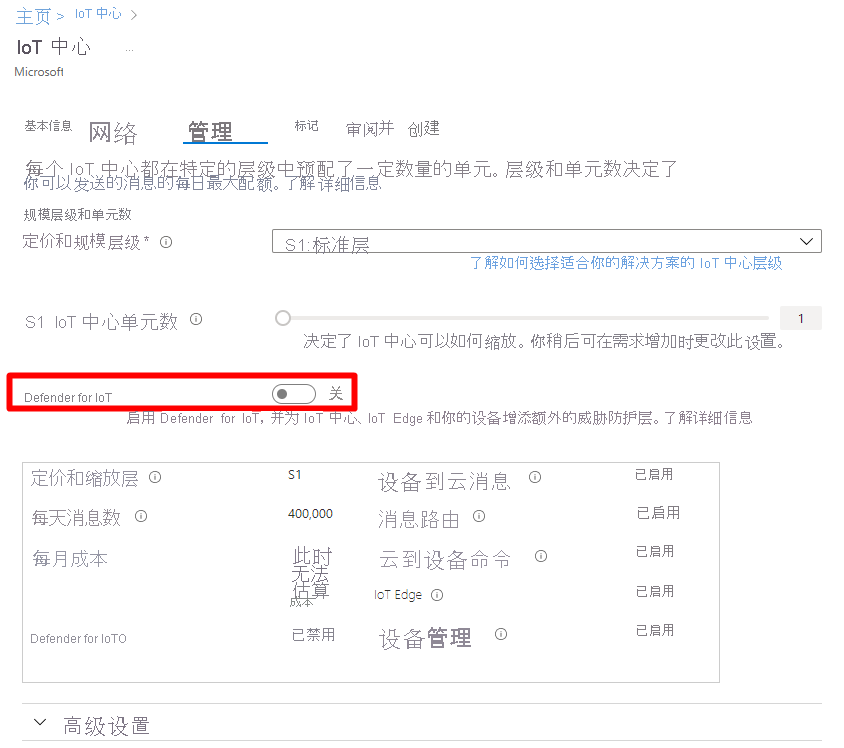 主页 > IoT 中心 >
IoT 中心 ...
Microsoft
基本信息 网络 管理 标记 审阅并 创建
每个 IoT 中心都在特定的层级中预配了一定数量的单元。层级和单元数决定了
你可以发送的消息的每日最大配额。了解详细信息
规模层级和单元数
定价和规模层级*
S1:标准层
了解如何选择适合你的解决方案的 IoT 中心层级
S1 IoT 中心单元数
1
决定了 IoT 中心可以如何缩放。你稍后可在需求增加时更改此设置。
Defender for IoT 关
启用 Defender for IoT，并为 IoT 中心、IoT Edge 和你的设备增添额外的威胁防护层。了解详细信息
定价和缩放层 S1 设备到云消息 已启用
每天消息数 400,000 消息路由 已启用
每月成本 此时 云到设备命令 已启用
无法
估算
成本 IoT Edge 已启用
Defender for IoTO 已禁用 设备管理 已启用
高级设置